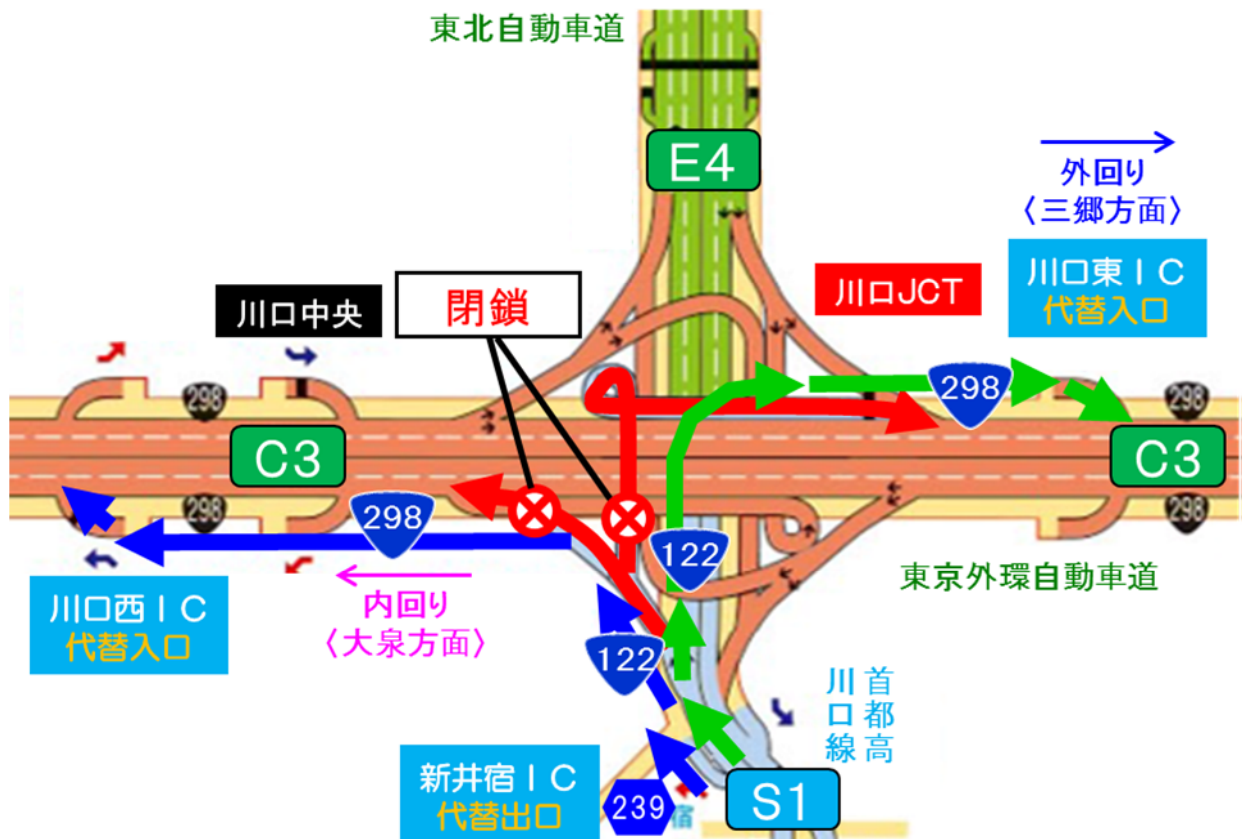 東北自動車道
E4
外回り
〈三郷方面〉
川口東IC
代替入口
川口JCT
川口中央
閉鎖
298
298
298
C3
C3
298
298
298
122
川口西IC
代替入口
内回り
〈大泉方面〉
東京外環自動車道
122
首都高
川口線
新井宿IC
代替出口
239
宿
S1